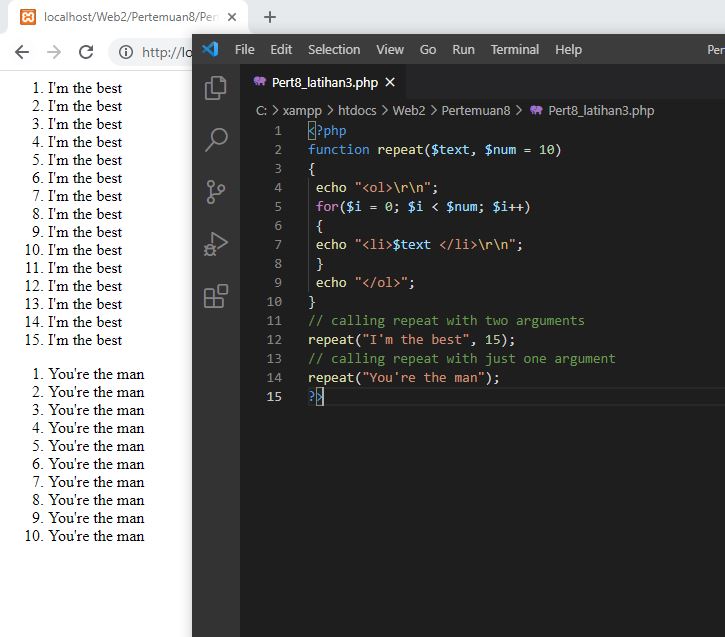 localhost/Web2/Pertemuan8/Per
http://lo
1. I'm the best
2. I'm the best
3. I'm the best
4. I'm the best
5. I'm the best
6. I'm the best
7. I'm the best
8. I'm the best
9. I'm the best
10. I'm the best
11. I'm the best
12. I'm the best
13. I'm the best
14. I'm the best
15. I'm the best
1. You're the man
2. You're the man
3. You're the man
4. You're the man
5. You're the man
6. You're the man
7. You're the man
8. You're the man
9. You're the man
10. You're the man
File Edit Selection View Go Run Terminal Help Per
Pert8_latihan3.php
C: > xampp > htdocs > Web2 > Pertemuan8 > Pert8_latihan3.php
1 <?php
2 function repeat($text, $num = 10)
3 {
4 echo "<ol>\r\n";
5 for($i = 0; $i < $num; $i++)
6 {
7 echo "<li>$text </li>\r\n";
8 }
9 echo "</ol>";
10 }
11 // calling repeat with two arguments
12 repeat("I'm the best", 15);
13 // calling repeat with just one argument
14 repeat("You're the man");
15 ?>